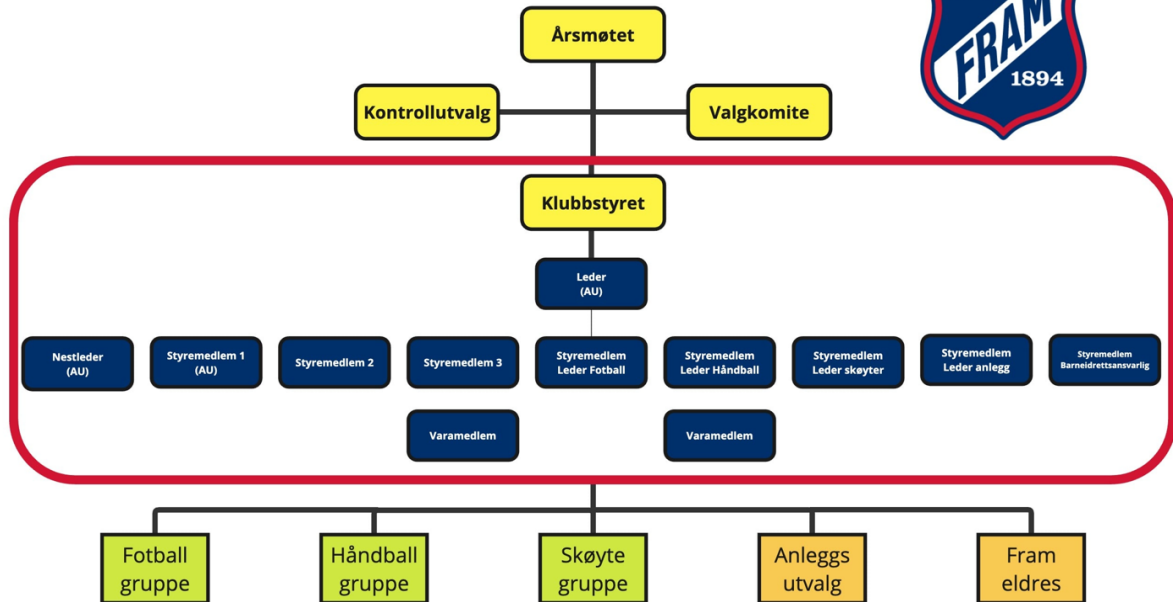 FRAM
1894
Årsmøtet
Kontrollutvalg
Valgkomite
Klubbstyret
Leder
(AU)
Nestleder
(AU)
Styremedlem 1
(AU)
Styremedlem 2
Styremedlem 3
Styremedlem
Leder Fotball
Styremedlem
Leder Håndball
Styremedlem
Leder skøyter
Styremedlem
Leder anlegg
Styremedlem
Barneidrettsansvarlig
Varamedlem
Varamedlem
Fotball
gruppe
Håndball
gruppe
Skøyte
gruppe
Anleggs
utvalg
Fram
eldres